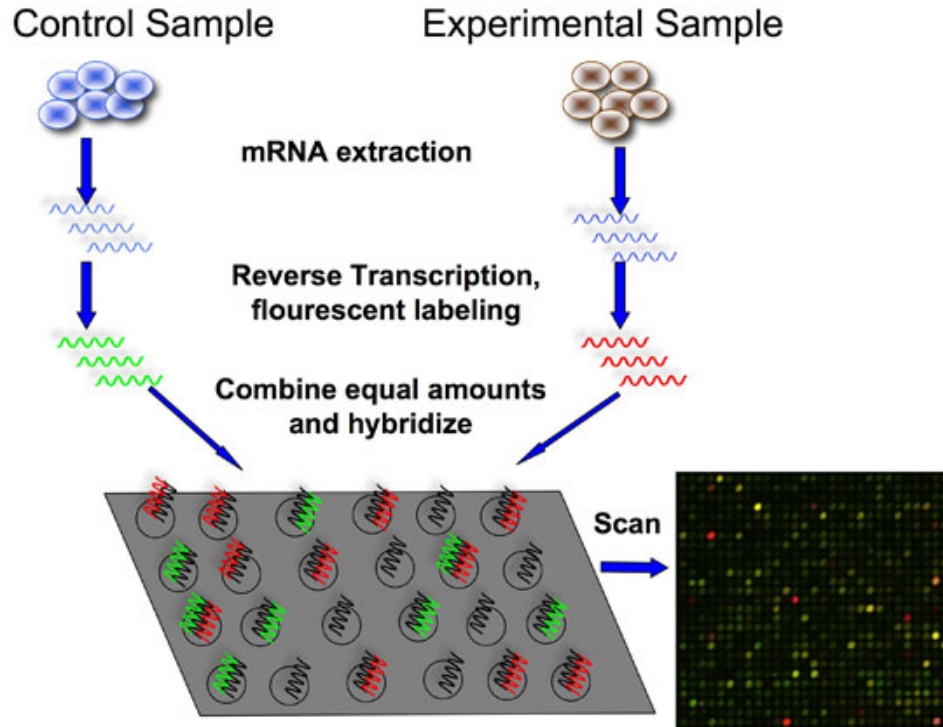 Control Sample
Experimental Sample
mRNA extraction
Reverse Transcription,
flourescent labeling
Combine equal amounts
and hybridize
Scan